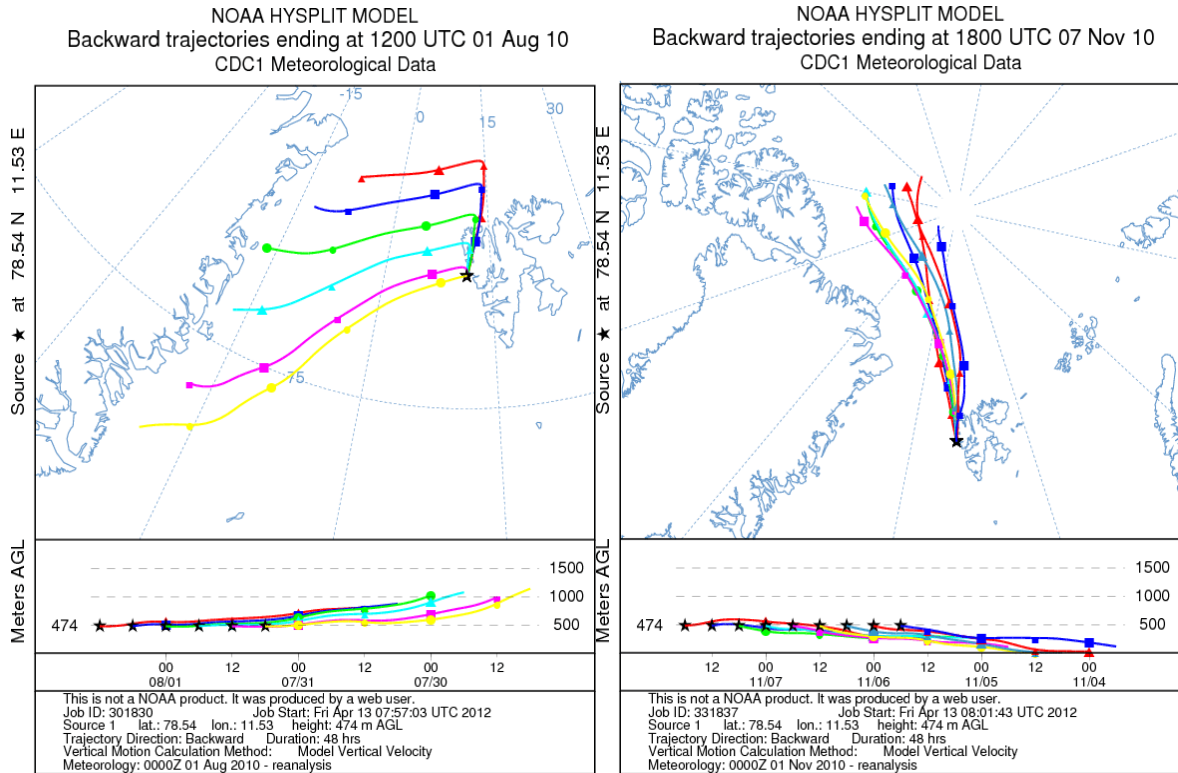 NOAA HYSPLIT MODEL
Backward trajectories ending at 1200 UTC 01 Aug 10
CDC1 Meteorological Data
Source ★ at 78.54 N 11.53 E
-15
0
15
30
75
Meters AGL
1500
1000
500
474
00 12 00 12 00 12
08/01 07/31 07/30
This is not a NOAA product. It was produced by a web user.
Job ID: 301830 Job Start: Fri Apr 13 07:57:03 UTC 2012
Source 1 lat.: 78.54 lon.: 11.53 height: 474 m AGL
Trajectory Direction: Backward Duration: 48 hrs
Vertical Motion Calculation Method: Model Vertical Velocity
Meteorology: 0000Z 01 Aug 2010 - reanalysis
NOAA HYSPLIT MODEL
Backward trajectories ending at 1800 UTC 07 Nov 10
CDC1 Meteorological Data
Source ★ at 78.54 N 11.53 E
Meters AGL
1500
1000
500
474
12 00 12 00 12 00 12 00
11/07 11/06 11/05 11/04
This is not a NOAA product. It was produced by a web user.
Job ID: 331837 Job Start: Fri Apr 13 08:01:43 UTC 2012
Source 1 lat.: 78.54 lon.: 11.53 height: 474 m AGL
Trajectory Direction: Backward Duration: 48 hrs
Vertical Motion Calculation Method: Model Vertical Velocity
Meteorology: 0000Z 01 Nov 2010 - reanalysis